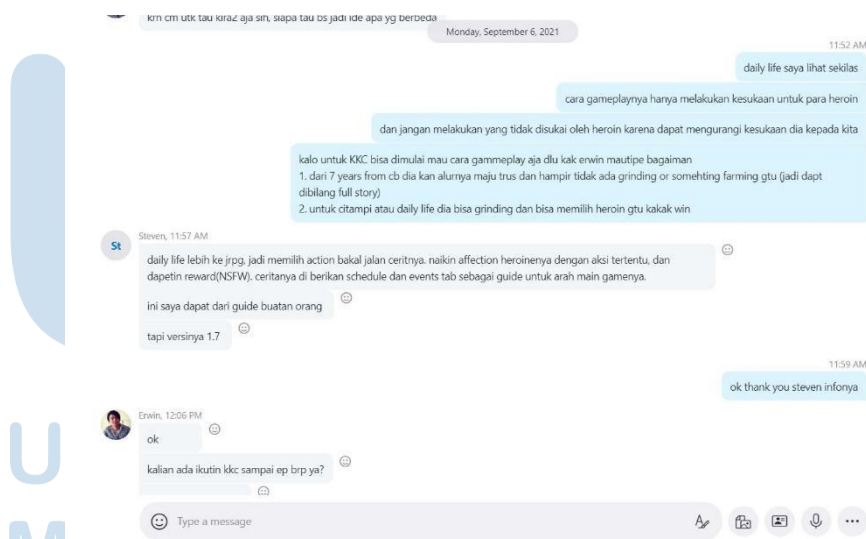 krn cm utk tau kira2 aja sih, siapa tau bs jadi ide apa yg berbeda
Monday, September 6, 2021
11:52 AM
daily life saya lihat sekilas
cara gameplaynya hanya melakukan kesukaan untuk para heroin
dan jangan melakukan yang tidak disukai oleh heroin karena dapat mengurangi kesukaan dia kepada kita
kalo untuk KKC bisa dimulai mau cara gammeplay aja dlu kak erwin mautipe bagaiman
1. dari 7 years from cb dia kan alurnya maju trus dan hampir tidak ada grinding or somehting farming gtu (jadi dapt
dibilang full story)
2. untuk citampi atau daily life dia bisa grinding dan bisa memilih heroin gtu kakak win
St
Steven, 11:57 AM
daily life lebih ke jrpg. jadi memilih action bakal jalan ceritnya. naikin affection heroinenya dengan aksi tertentu, dan
dapetin reward(NSFW). ceritanya di berikan schedule dan events tab sebagai guide untuk arah main gamenya.
ini saya dapat dari guide buatan orang
tapi versinya 1.7
11:59 AM
ok thank you steven infonya
Erwin, 12:06 PM
ok
kalian ada ikutin kkc sampai ep brp ya?
Type a message
U
M